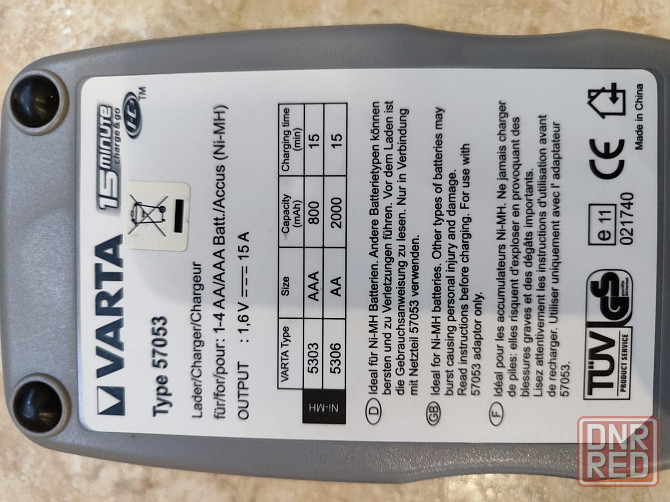 VARTA
15 MINUTE
charge & go
I-C™
Type 57053
Lader/Charger/Chargeur
für/for/pour: 1-4 AA/AAA Batt./Accus (Ni-MH)
OUTPUT : 1,6V 15 A
VARTA Type Size Capacity (mAh) Charging time (min)
Ni-MH 5303 AAA 800 15
5306 AA 2000 15
D Ideal für Ni-MH Batterien. Andere Batterietypen können
bersten und zu Verletzungen führen. Vor dem Laden ist
die Gebrauchsanweisung zu lesen. Nur in Verbindung
mit Netzteil 57053 verwenden.
GB Ideal for Ni-MH batteries. Other types of batteries may
burst causing personal injury and damage.
Read instructions before charging. For use with
57053 adaptor only.
F Idéal pour les accumulateurs Ni-MH. Ne jamais charger
de piles: elles risquent d'exploser en provoquant des
blessures graves et des dégâts importants.
Lisez attentivement les instructions d'utilisation avant
de recharger. Utiliser uniquement avec l' adaptateur
57053.
TÜV
PRODUCT SERVICE
GS
e 11
021740
CE
Made in China
DNR
RED